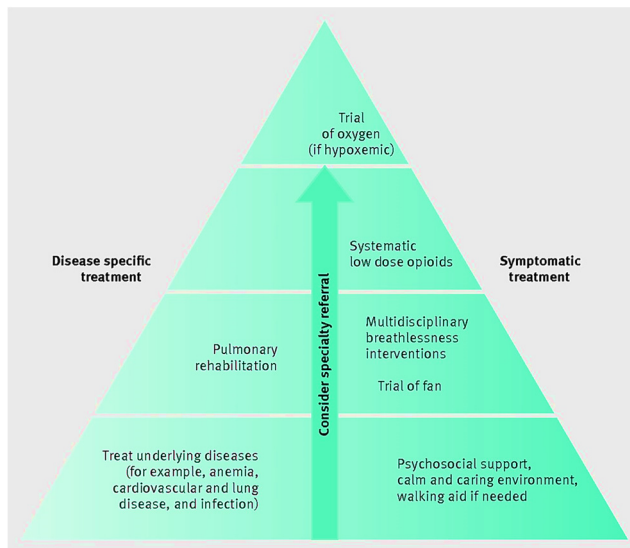 Trial
of oxygen
(if hypoxemic)
Systematic
low dose opioids
Disease specific
treatment
Symptomatic
treatment
Consider specialty referral
Pulmonary
rehabilitation
Multidisciplinary
breathlessness
interventions
Trial of fan
Treat underlying diseases
(for example, anemia,
cardiovascular and lung
disease, and infection)
Psychosocial support,
calm and caring environment,
walking aid if needed